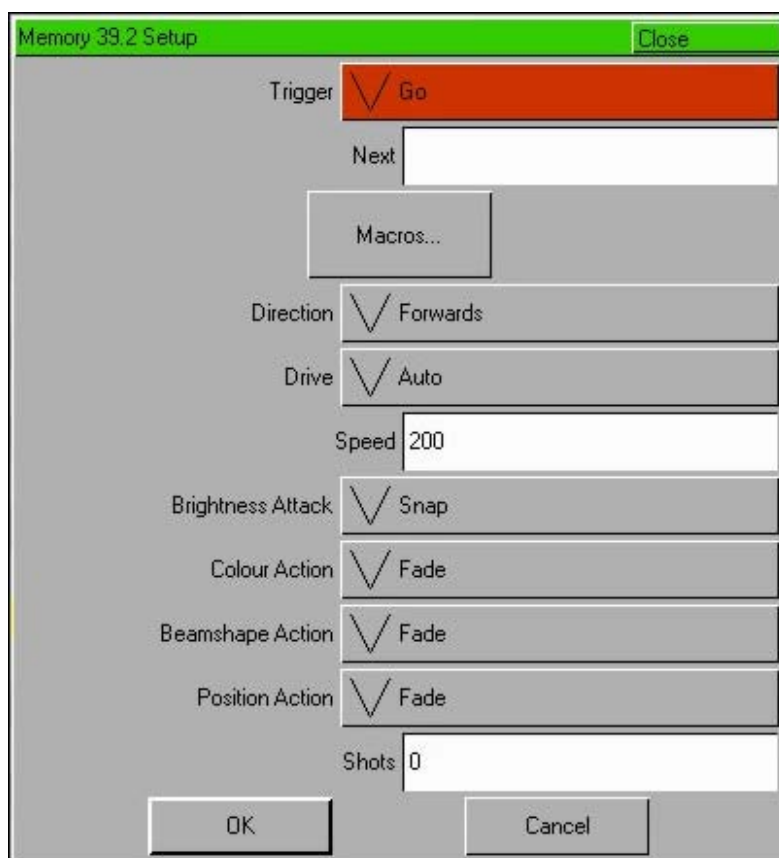 Memory 39.2 Setup Close
Trigger Go
Next
Macros...
Direction Forwards
Drive Auto
Speed 200
Brightness Attack Snap
Colour Action Fade
Beamshape Action Fade
Position Action Fade
Shots 0
OK Cancel